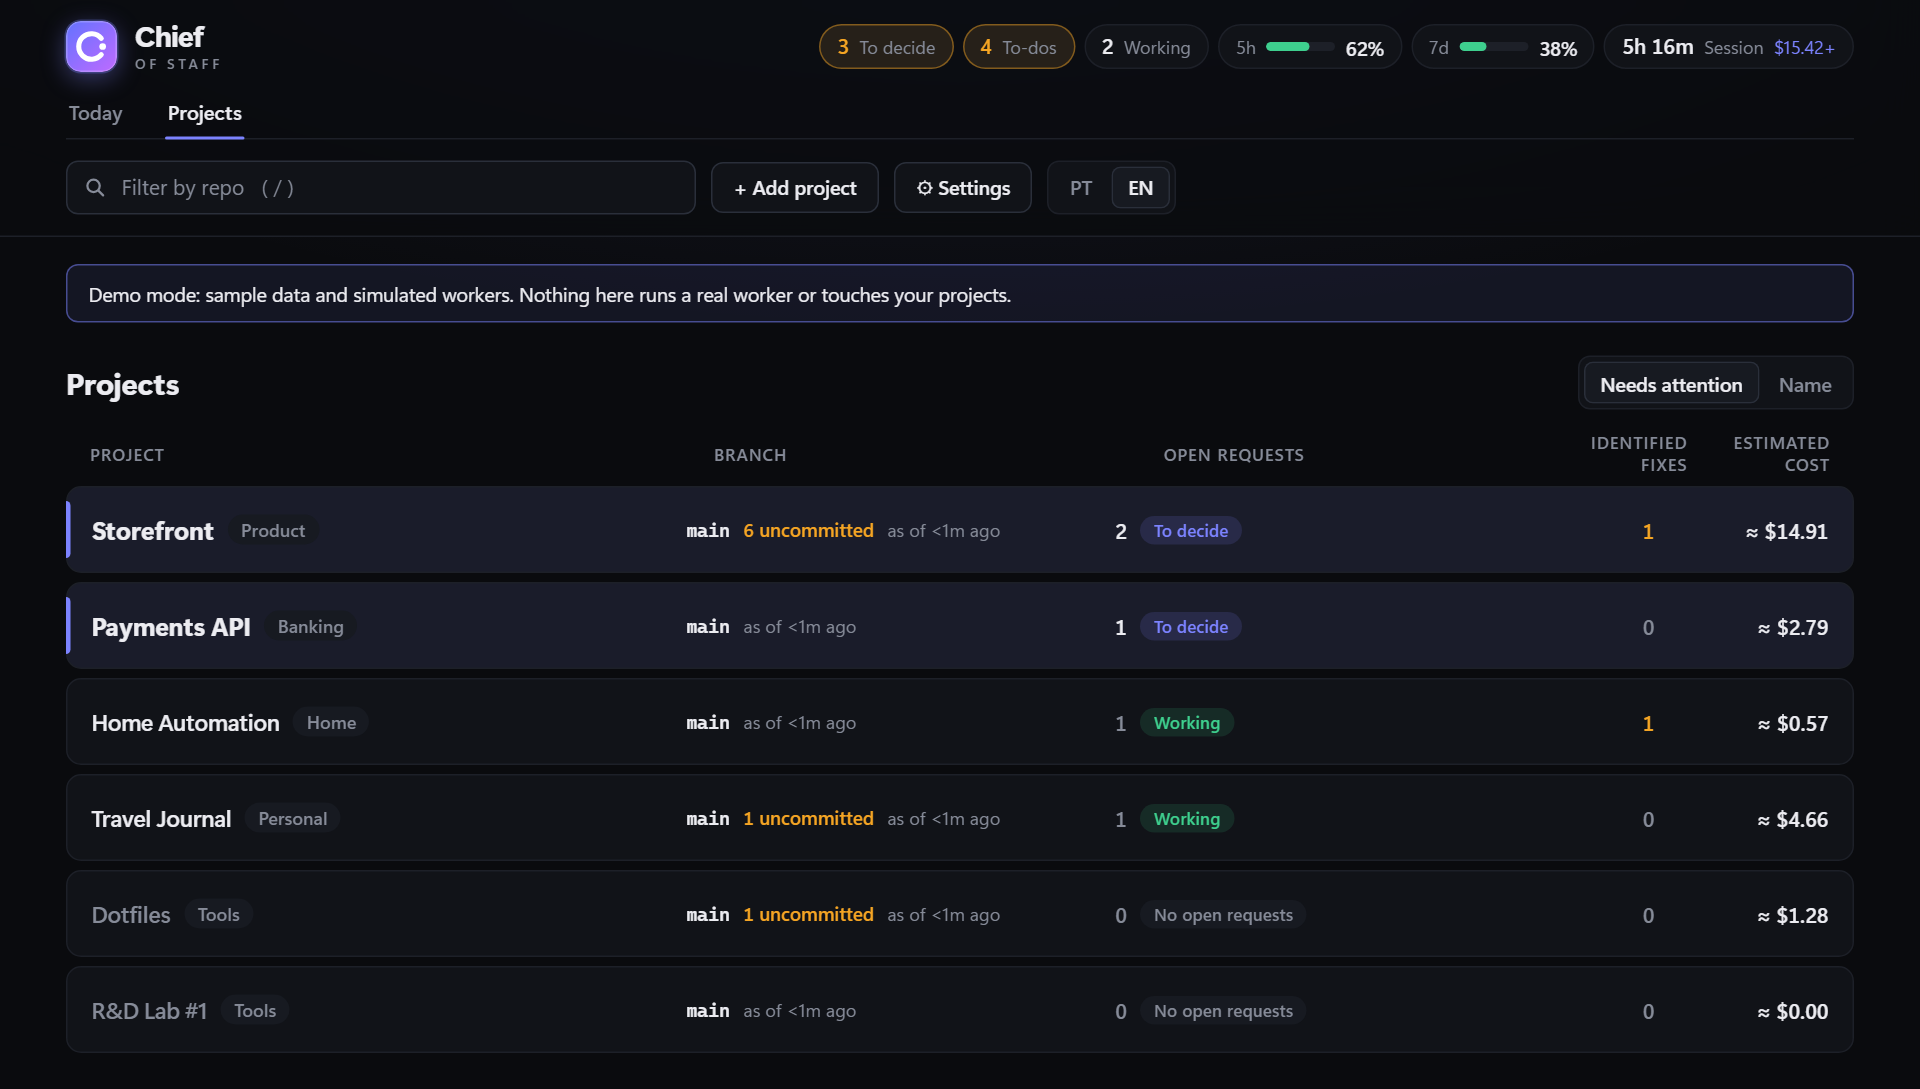 Chief
OF STAFF
3 To decide
4 To-dos
2 Working
5h 62%
7d 38%
5h 16m Session $15.42+
Today
Projects
Filter by repo ( / )
+ Add project
⚙ Settings
PT
EN
Demo mode: sample data and simulated workers. Nothing here runs a real worker or touches your projects.
Projects
Needs attention
Name
PROJECT
BRANCH
OPEN REQUESTS
IDENTIFIED
FIXES
ESTIMATED
COST
Storefront Product main 6 uncommitted as of <1m ago 2 To decide 1 ≈ $14.91
Payments API Banking main as of <1m ago 1 To decide 0 ≈ $2.79
Home Automation Home main as of <1m ago 1 Working 1 ≈ $0.57
Travel Journal Personal main 1 uncommitted as of <1m ago 1 Working 0 ≈ $4.66
Dotfiles Tools main 1 uncommitted as of <1m ago 0 No open requests 0 ≈ $1.28
R&D Lab #1 Tools main as of <1m ago 0 No open requests 0 ≈ $0.00